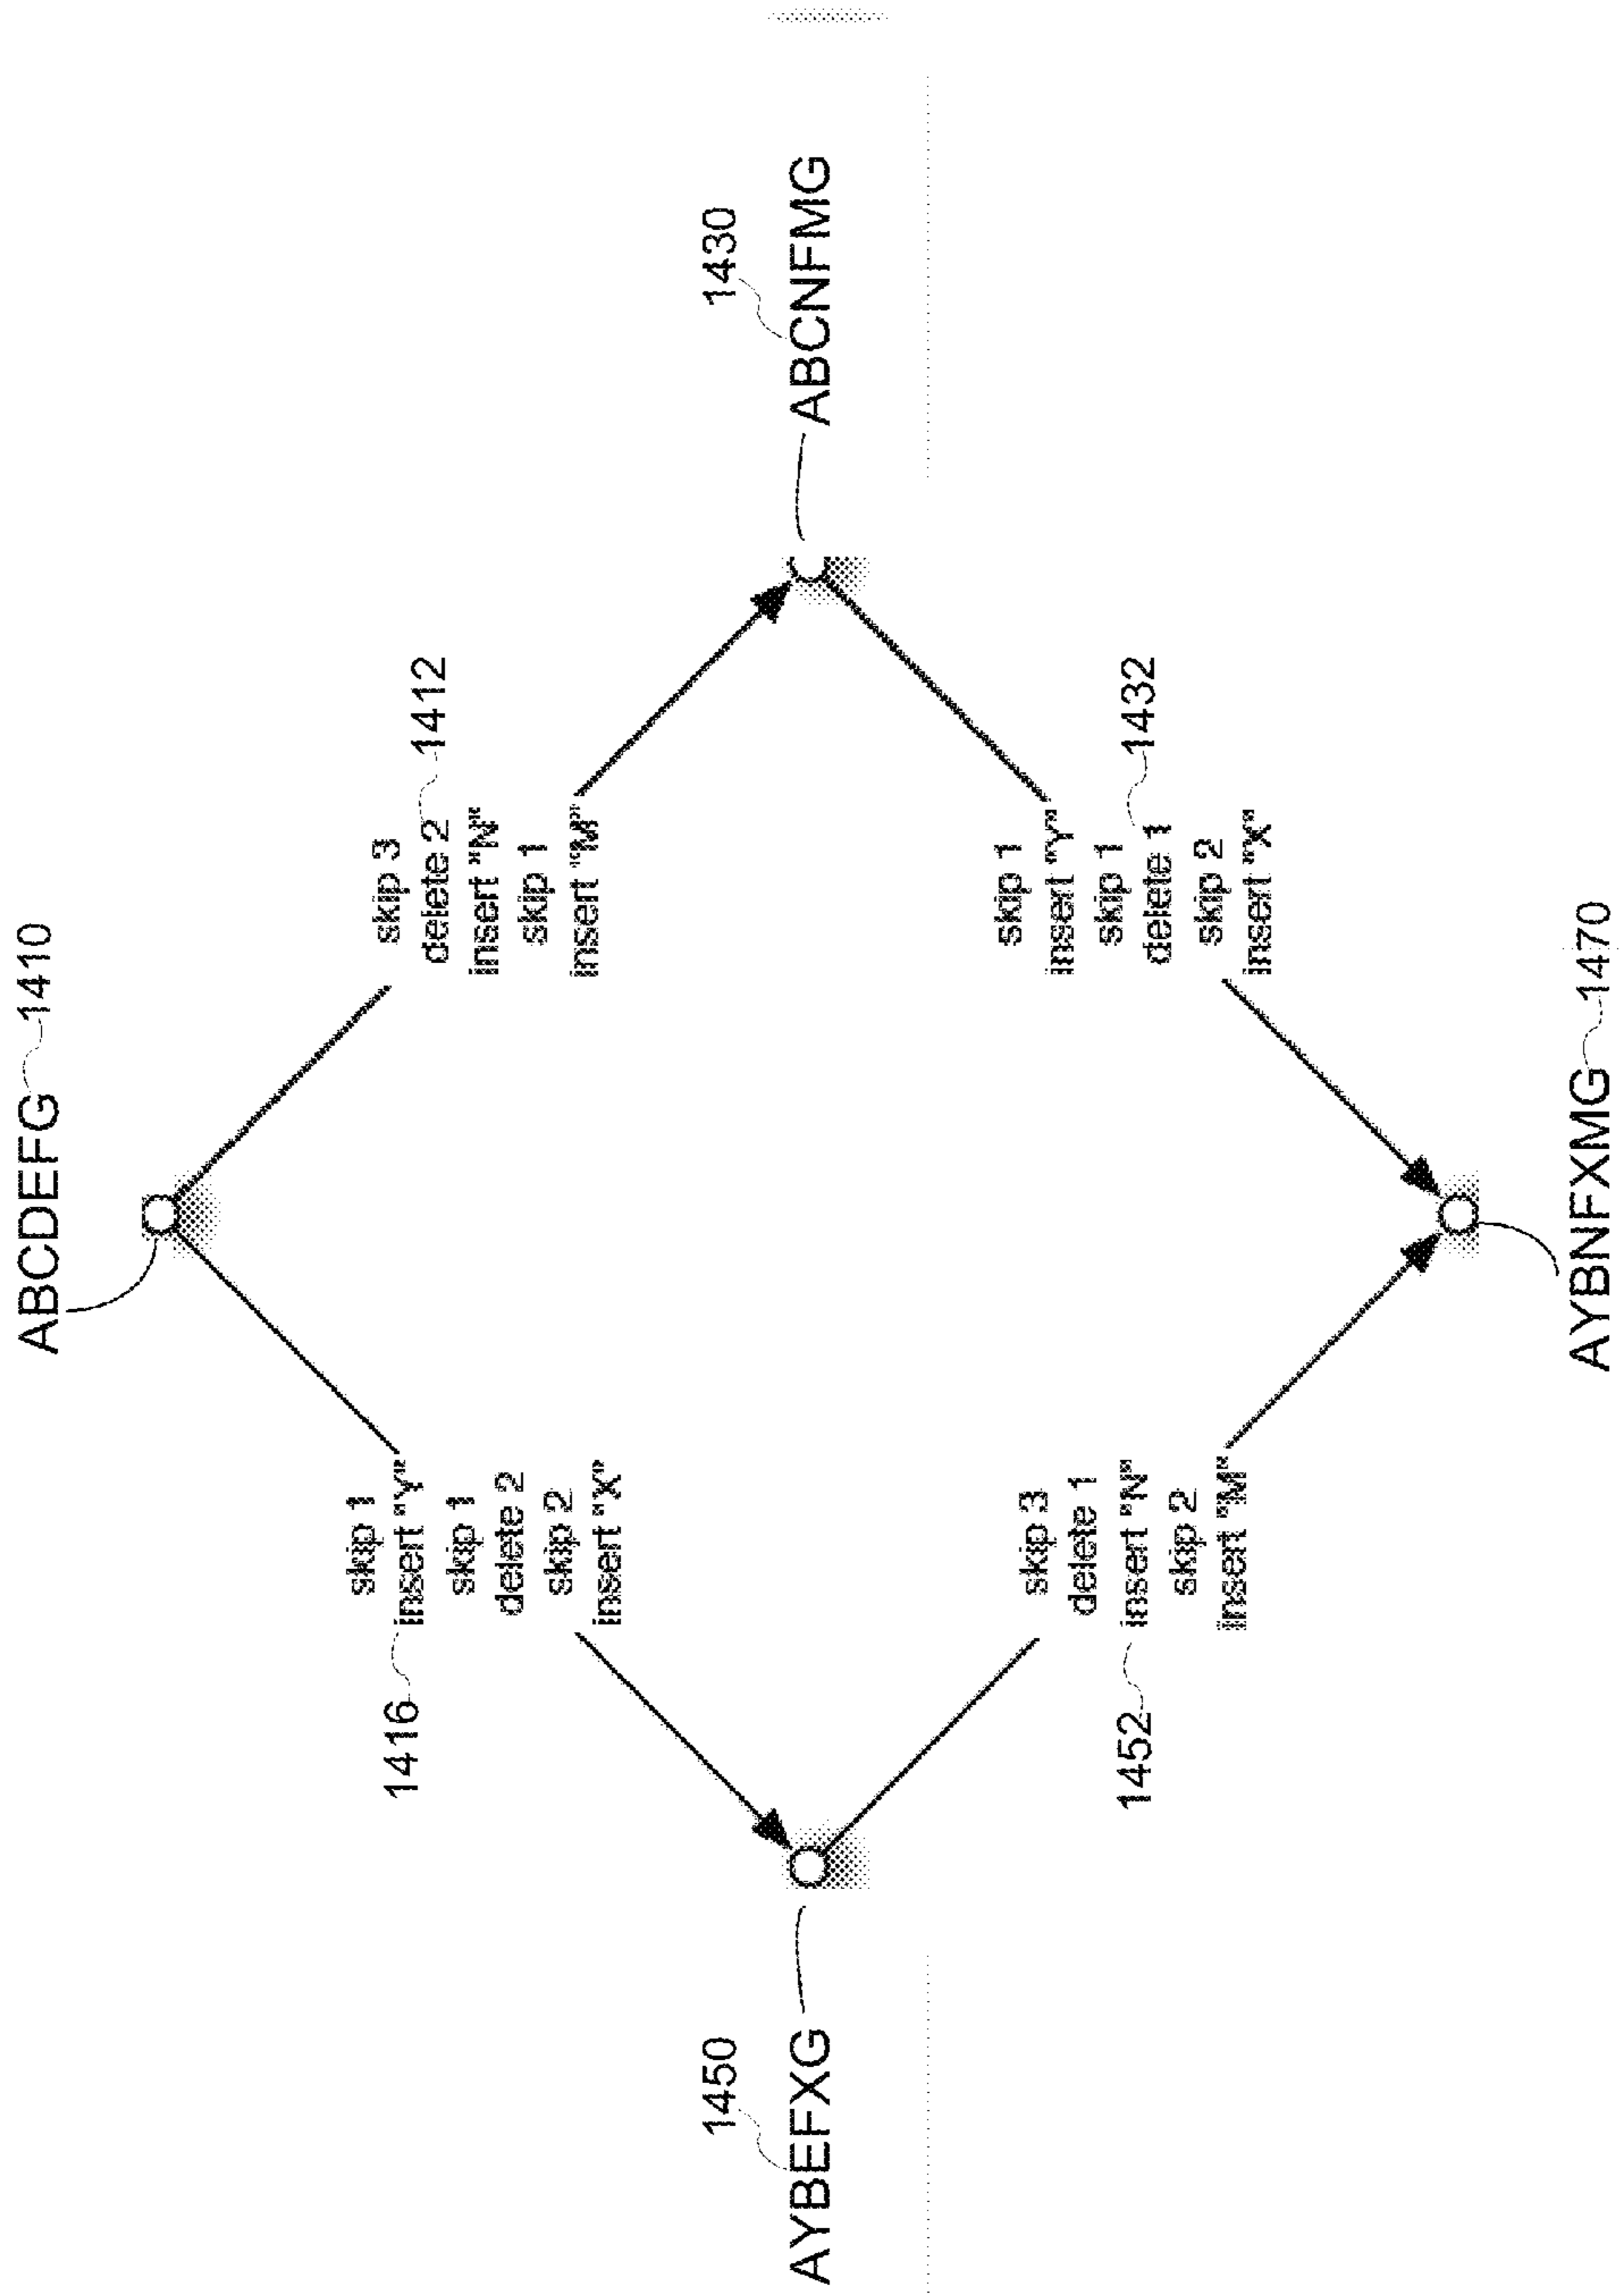 ABCDEFG 1410
skip 1
insert "Y"
skip 1
delete 2
skip 2
insert "X"
1416
skip 3
delete 2
insert "N"
skip 1
insert "M"
1412
1450
AYBEFXG
1430
ABCNFMG
skip 3
delete 1
insert "N"
skip 2
insert "M"
1452
skip 1
insert "Y"
skip 1
delete 1
skip 2
insert "X"
1432
AYBNFXMG 1470